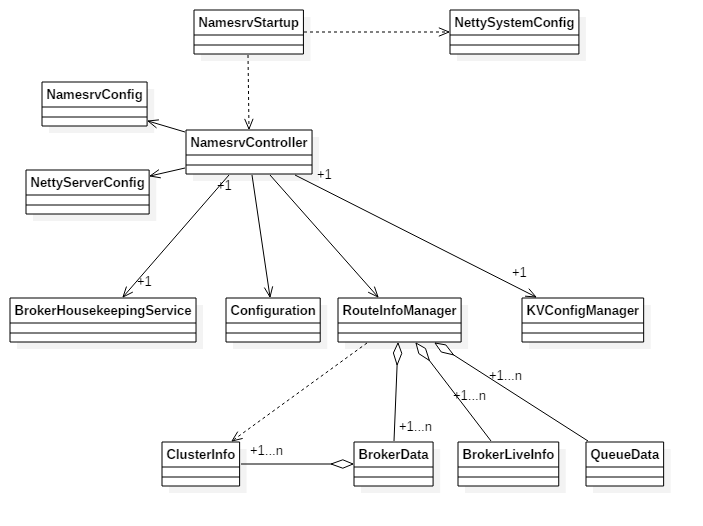 NamesrvStartup
NettySystemConfig
NamesrvConfig
NamesrvController
NettyServerConfig
+1
+1
+1
+1
BrokerHousekeepingService
Configuration
RouteInfoManager
KVConfigManager
+1...n
+1...n
+1...n
+1...n
ClusterInfo
BrokerData
BrokerLiveInfo
QueueData